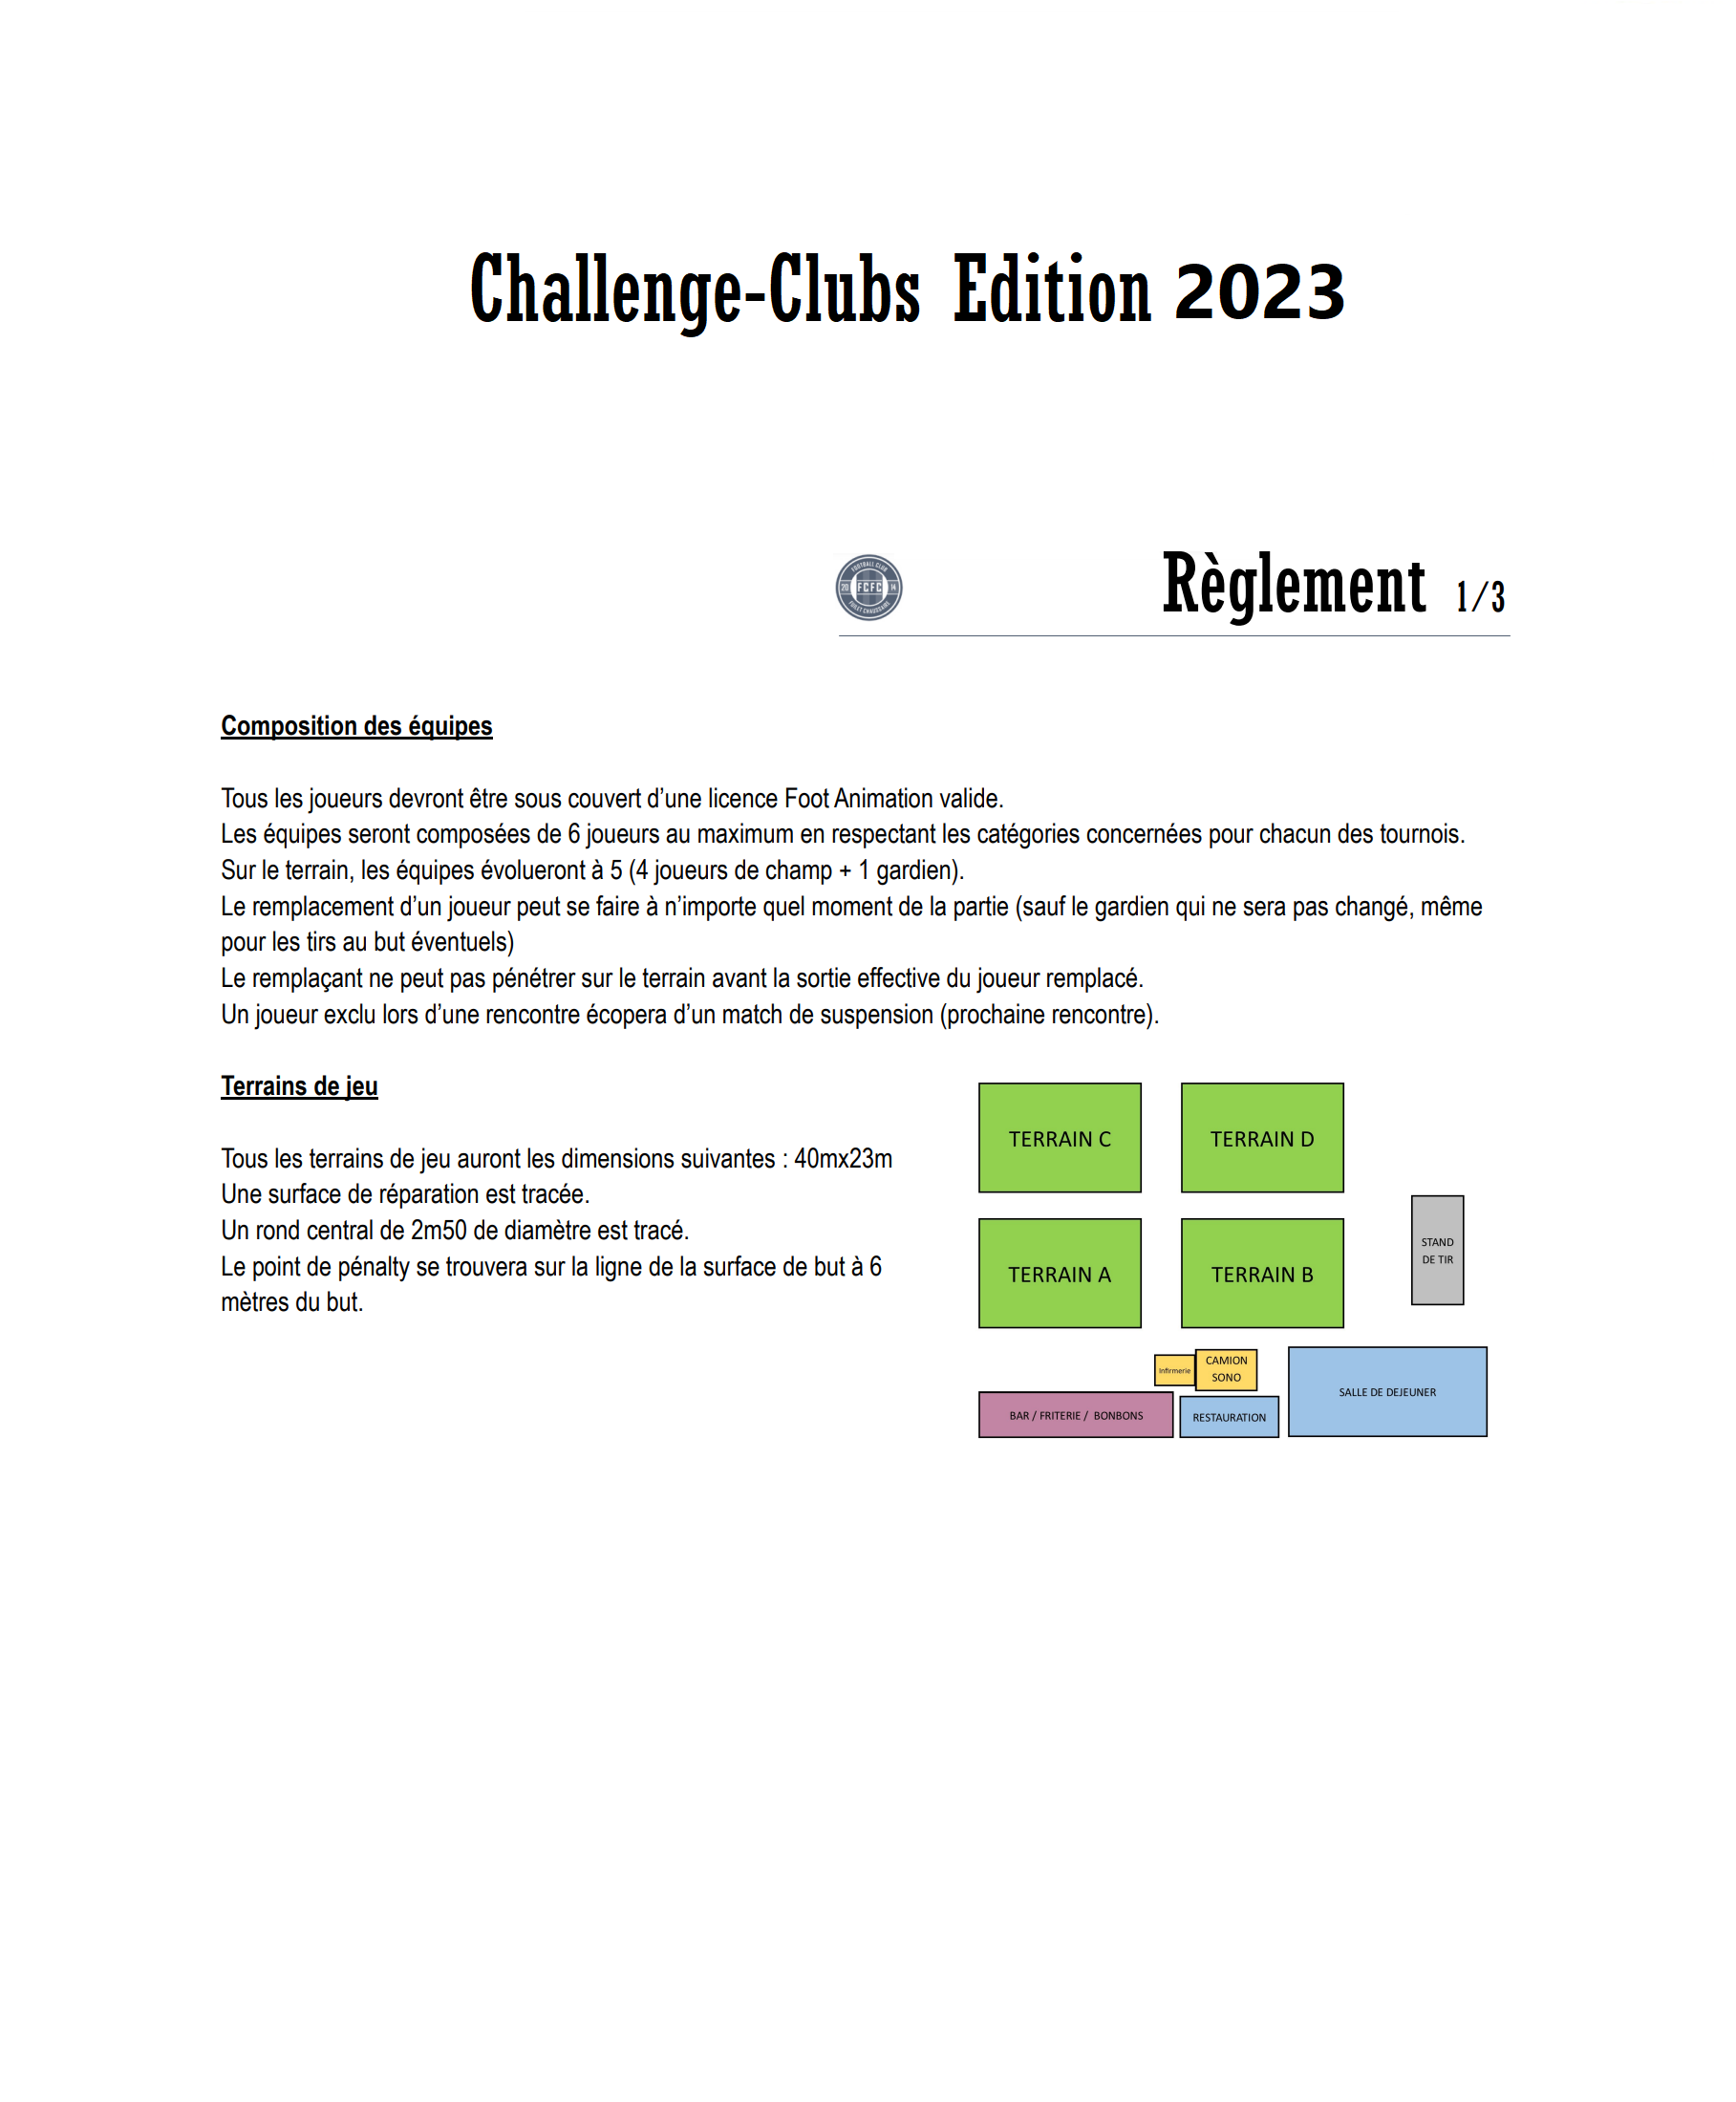 Challenge-Clubs Edition 2023
FOOTBALL CLUB
20 FCFC 14
Règlement 1/3
Composition des équipes
Tous les joueurs devront être sous couvert d’une licence Foot Animation valide.
Les équipes seront composées de 6 joueurs au maximum en respectant les catégories concernées pour chacun des tournois.
Sur le terrain, les équipes évolueront à 5 (4 joueurs de champ + 1 gardien).
Le remplacement d’un joueur peut se faire à n’importe quel moment de la partie (sauf le gardien qui ne sera pas changé, même
pour les tirs au but éventuels)
Le remplaçant ne peut pas pénétrer sur le terrain avant la sortie effective du joueur remplacé.
Un joueur exclu lors d’une rencontre écopera d’un match de suspension (prochaine rencontre).
Terrains de jeu
Tous les terrains de jeu auront les dimensions suivantes : 40mx23m
Une surface de réparation est tracée.
Un rond central de 2m50 de diamètre est tracé.
Le point de pénalty se trouvera sur la ligne de la surface de but à 6
mètres du but.
TERRAIN C
TERRAIN D
TERRAIN A
TERRAIN B
STAND
DE TIR
Infirmerie
CAMION
SONO
SALLE DE DEJEUNER
BAR / FRITERIE / BONBONS
RESTAURATION